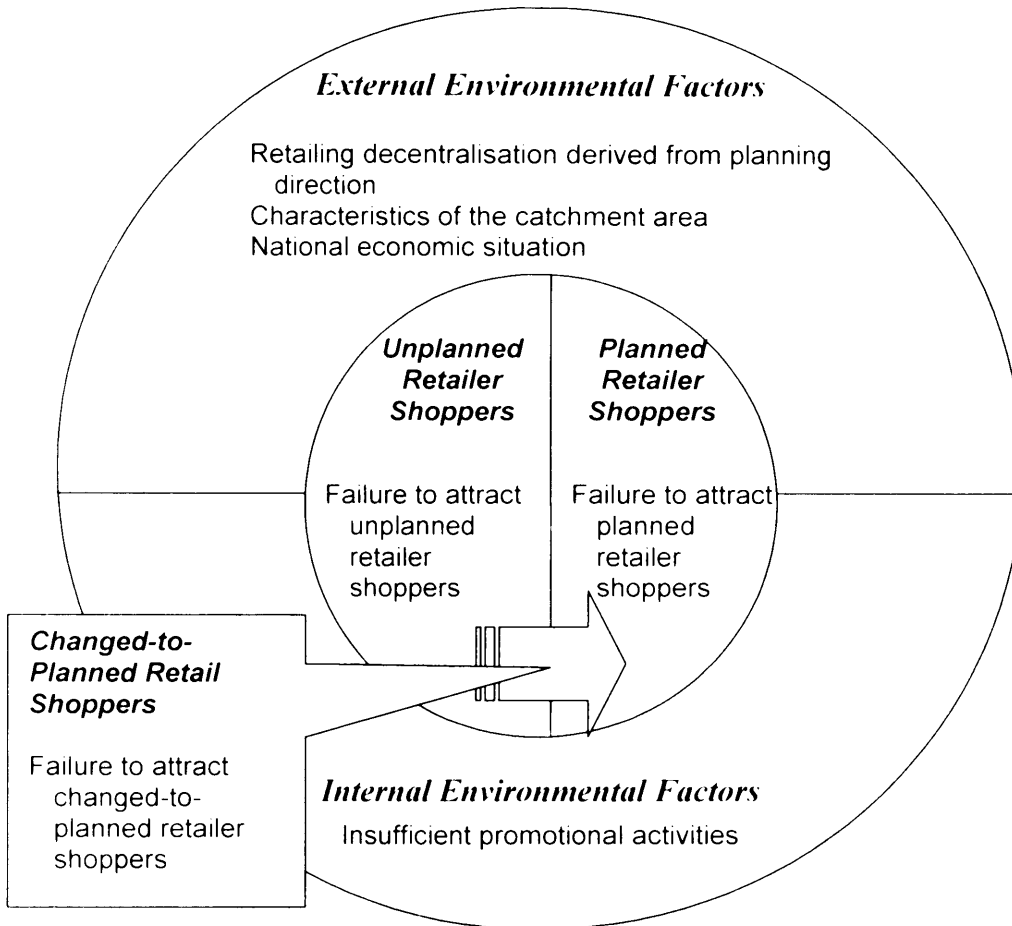 External Environmental Factors
Retailing decentralisation derived from planning
direction
Characteristics of the catchment area
National economic situation
Unplanned
Retailer
Shoppers
Failure to attract
unplanned
retailer
shoppers
Planned
Retailer
Shoppers
Failure to attract
planned
retailer
shoppers
Changed-to-
Planned Retail
Shoppers
Failure to attract
changed-to-
planned retailer
shoppers
Internal Environmental Factors
Insufficient promotional activities